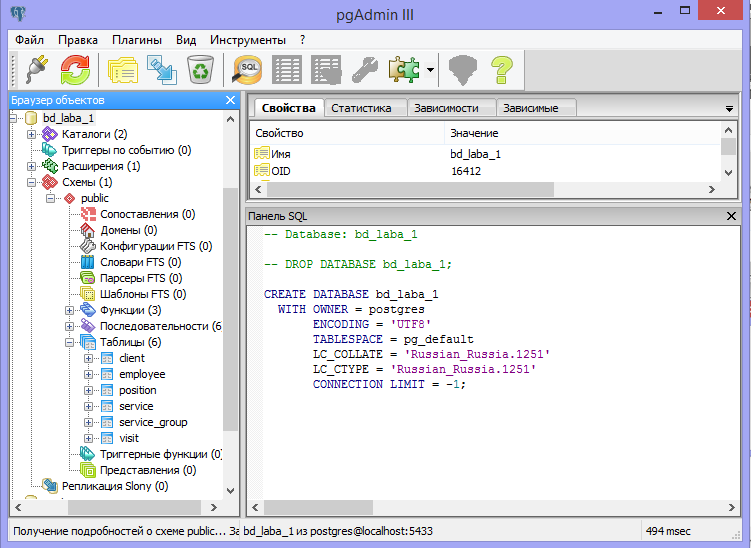 pgAdmin III
Файл Правка Плагины Вид Инструменты ?
SQL
Браузер объектов
bd_laba_1
Каталоги (2)
Триггеры по событию (0)
Расширения (1)
Схемы (1)
public
Сопоставления (0)
Домены (0)
Конфигурации FTS (0)
Словари FTS (0)
Парсеры FTS (0)
Шаблоны FTS (0)
Функции (3)
Последовательности (6
Таблицы (6)
client
employee
position
service
service_group
visit
Триггерные функции (0)
Представления (0)
Репликация Slony (0)
Свойства Статистика Зависимости Зависимые
Свойство Значение
Имя bd_laba_1
OID 16412
Панель SQL
-- Database: bd_laba_1
-- DROP DATABASE bd_laba_1;
CREATE DATABASE bd_laba_1
WITH OWNER = postgres
ENCODING = 'UTF8'
TABLESPACE = pg_default
LC_COLLATE = 'Russian_Russia.1251'
LC_CTYPE = 'Russian_Russia.1251'
CONNECTION LIMIT = -1;
Получение подробностей о схеме public... За bd_laba_1 из postgres@localhost:5433 494 msec